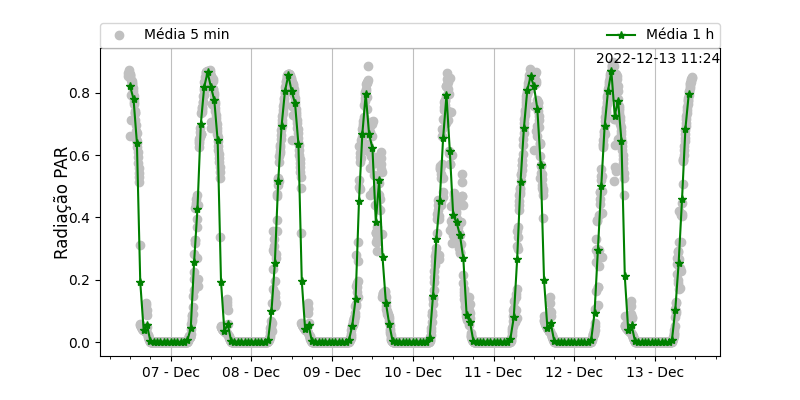 Média 5 min
Média 1 h
2022-12-13 11:24
Radiação PAR
0.8
0.6
0.4
0.2
0.0
07 - Dec
08 - Dec
09 - Dec
10 - Dec
11 - Dec
12 - Dec
13 - Dec